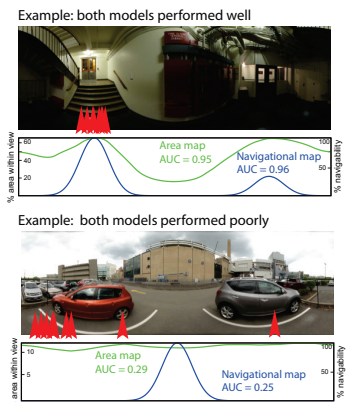 Example: both models performed well
% area within view
60
40
20
Area map
AUC = 0.95
Navigational map
AUC = 0.96
100
50
% navigability
Example:  both models performed poorly
area within view
10
5
Area map
AUC = 0.29
Navigational map
AUC = 0.25
100
50
% navigability